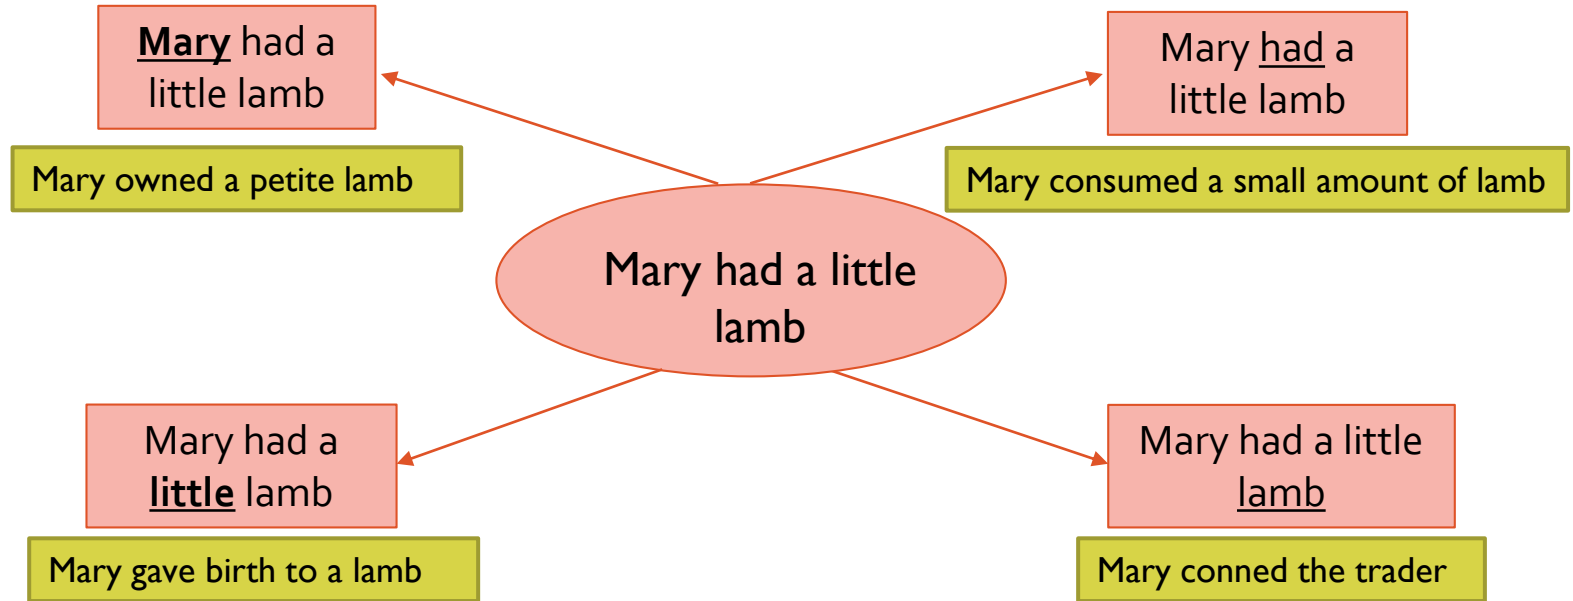 Mary had a
little lamb
Mary owned a petite lamb
Mary had a
little lamb
Mary consumed a small amount of lamb
Mary had a little
lamb
Mary had a
little lamb
Mary gave birth to a lamb
Mary had a little
lamb
Mary conned the trader